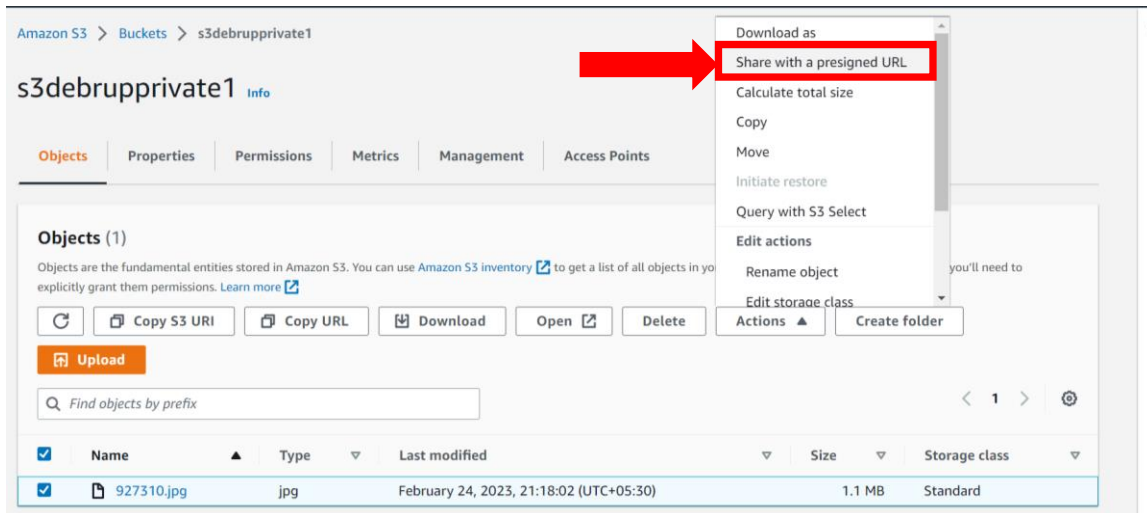 Amazon S3 > Buckets > s3debrupprivate1
s3debrupprivate1 Info
Objects Properties Permissions Metrics Management Access Points
Download as
Share with a presigned URL
Calculate total size
Copy
Move
Initiate restore
Query with S3 Select
Edit actions
Rename object
Edit storage class
Objects (1)
Objects are the fundamental entities stored in Amazon S3. You can use Amazon S3 inventory to get a list of all objects in yo you'll need to
explicitly grant them permissions. Learn more
Copy S3 URI Copy URL Download Open Delete Actions Create folder
Upload
Find objects by prefix
< 1 >
Name Type Last modified Size Storage class
927310.jpg jpg February 24, 2023, 21:18:02 (UTC+05:30) 1.1 MB Standard